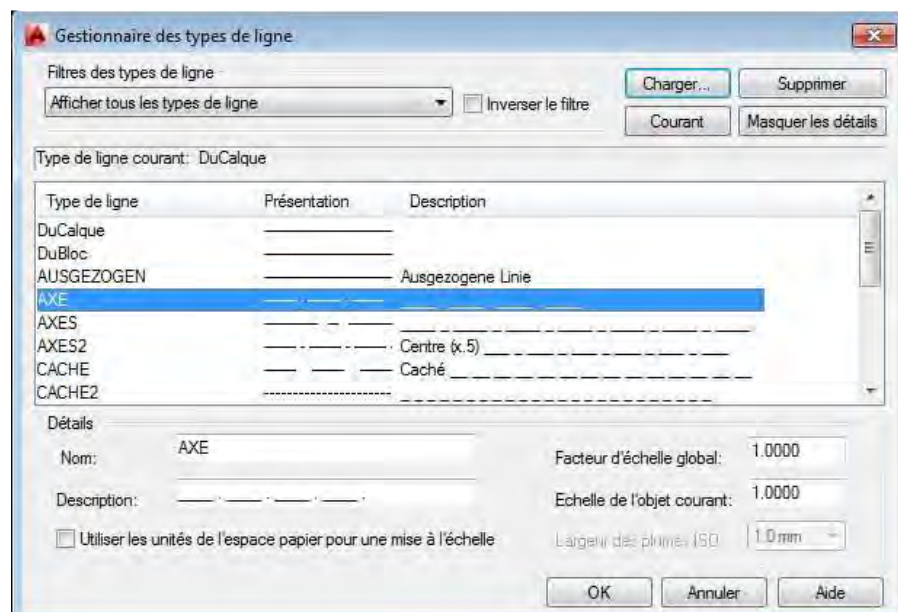 Gestionnaire des types de ligne
Filtres des types de ligne
Afficher tous les types de ligne
Inverser le filtre
Charger...
Supprimer
Courant
Masquer les détails
Type de ligne courant: DuCalque
Type de ligne Présentation Description
DuCalque
DuBloc
AUSGEZOGEN Ausgezogene Linie
AXE
AXES
AXES2 Centre (x.5)
CACHE Caché
CACHE2
Détails
Nom: AXE
Facteur d'échelle global: 1.0000
Description:
Echelle de l'objet courant: 1.0000
Utiliser les unités de l'espace papier pour une mise à l'échelle
Largeur des plumes ISO 1.0 mm
OK Annuler Aide